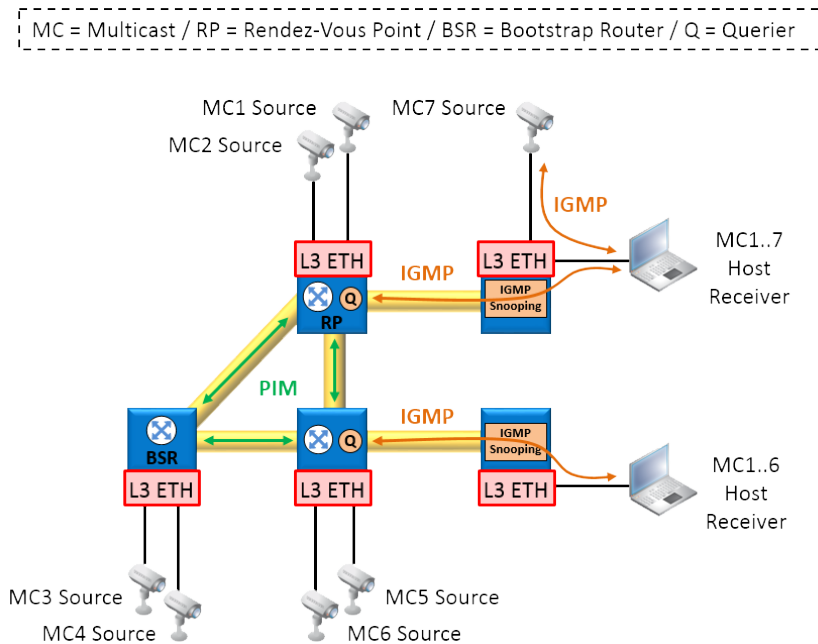 MC = Multicast / RP = Rendez-Vous Point / BSR = Bootstrap Router / Q = Querier
MC1 Source
MC2 Source
MC7 Source
IGMP
L3 ETH
IGMP
L3 ETH
MC1..7
Host
Receiver
Q
RP
IGMP
Snooping
PIM
BSR
L3 ETH
Q
L3 ETH
IGMP
IGMP
Snooping
L3 ETH
MC1..6
Host
Receiver
MC3 Source
MC4 Source
MC5 Source
MC6 Source